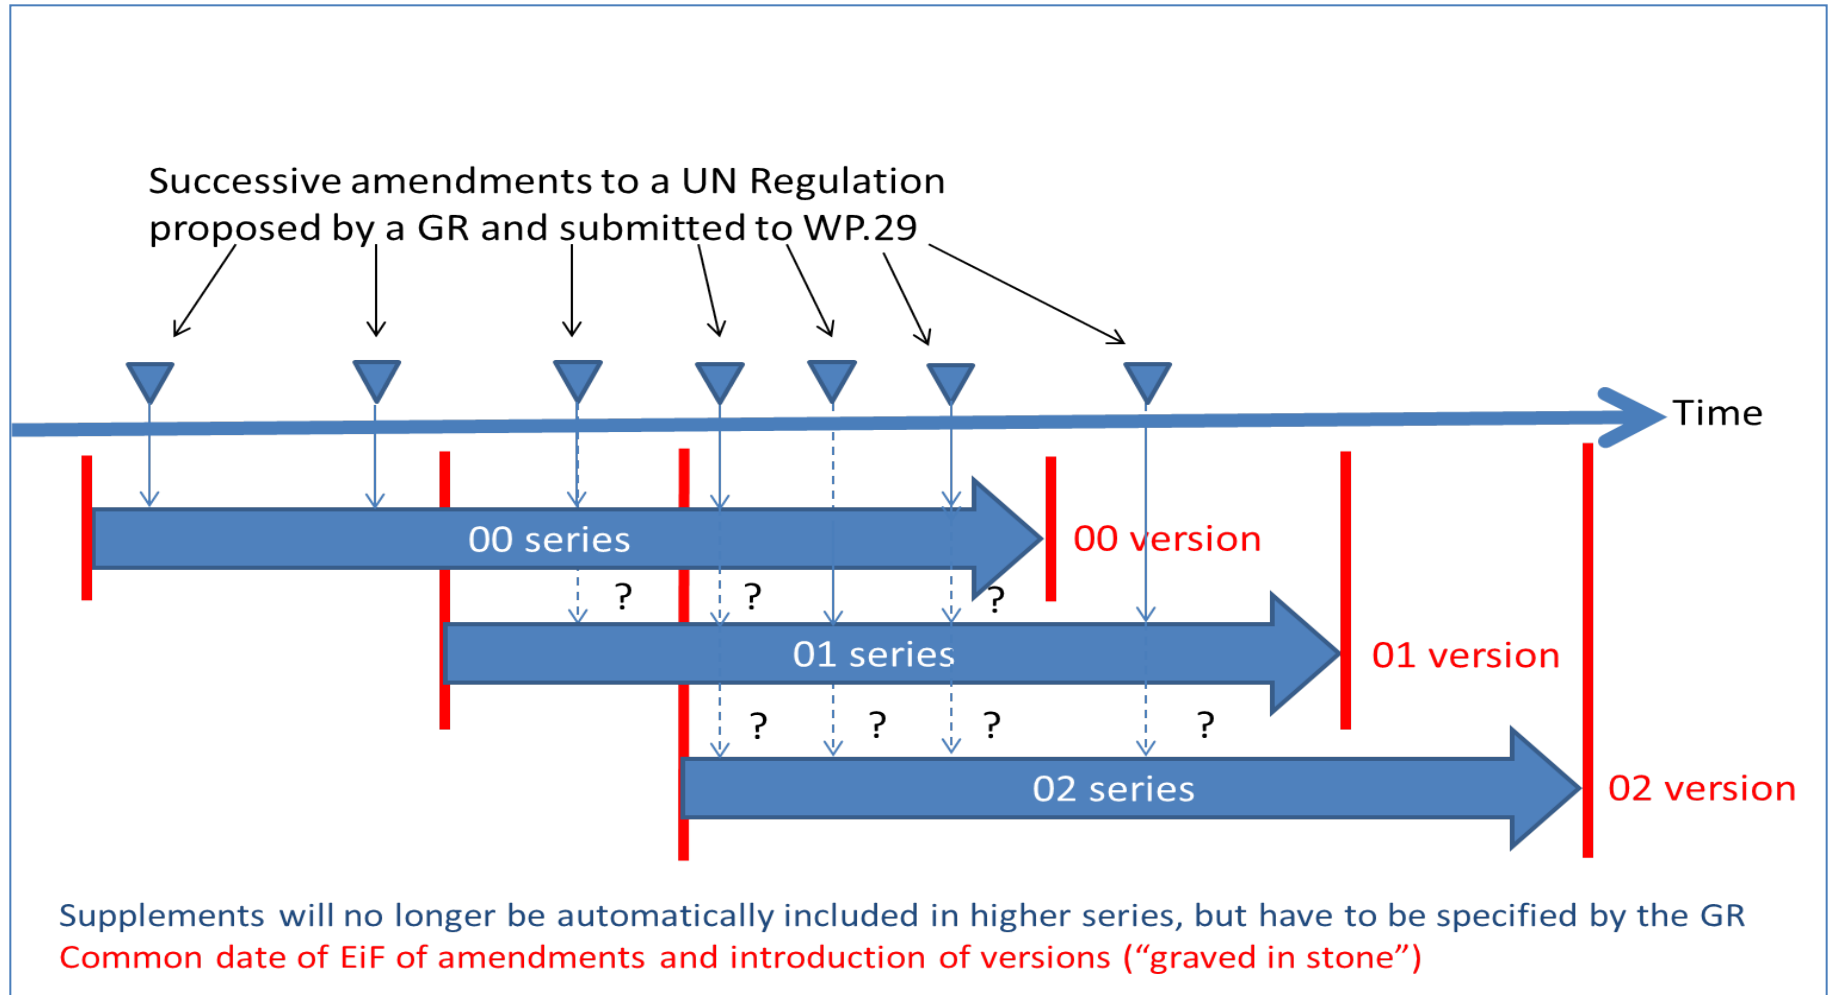 Successive amendments to a UN Regulation
proposed by a GR and submitted to WP.29
Time
00 series
00 version
? ? ?
01 series
01 version
? ? ? ?
02 series
02 version
Supplements will no longer be automatically included in higher series, but have to be specified by the GR
Common date of EiF of amendments and introduction of versions (“graved in stone”)